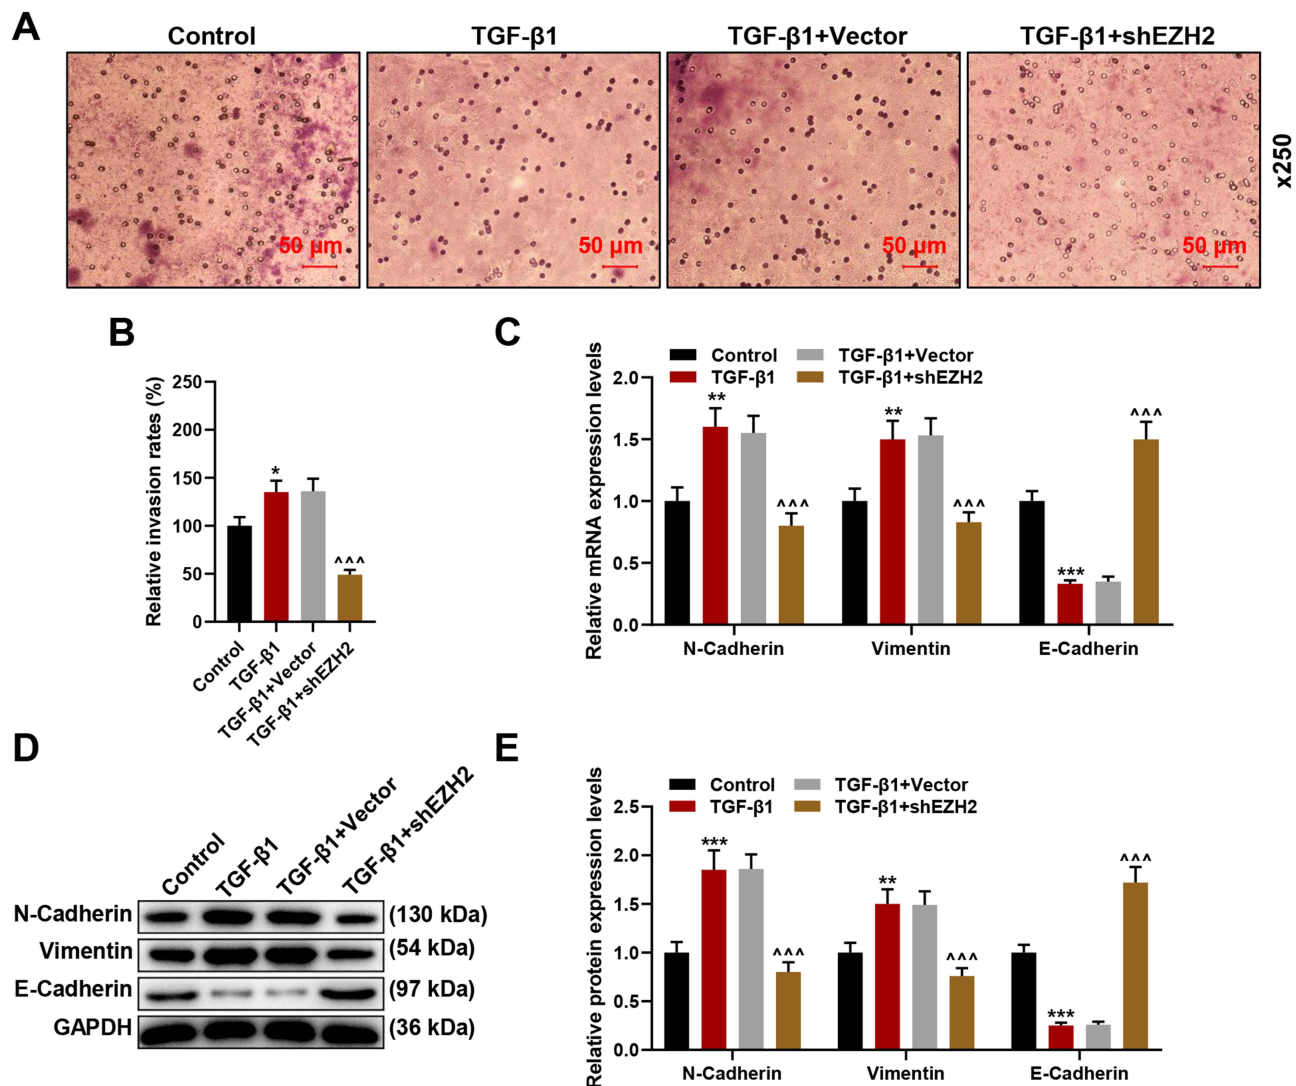 A
Control
TGF-β1
TGF-β1+Vector
TGF-β1+shEZH2
50 µm
50 µm
50 µm
50 µm
x250
B
Relative invasion rates (%)
250
200
150
100
50
0
*
^^^
Control
TGF-β1
TGF-β1+Vector
TGF-β1+shEZH2
C
Control
TGF-β1+Vector
TGF-β1
TGF-β1+shEZH2
Relative mRNA expression levels
2.0
1.5
1.0
0.5
0.0
**
^^^
**
^^^
***
^^^
N-Cadherin
Vimentin
E-Cadherin
D
Control
TGF-β1
TGF-β1+Vector
TGF-β1+shEZH2
N-Cadherin (130 kDa)
Vimentin (54 kDa)
E-Cadherin (97 kDa)
GAPDH (36 kDa)
E
Control
TGF-β1+Vector
TGF-β1
TGF-β1+shEZH2
Relative protein expression levels
2.5
2.0
1.5
1.0
0.5
0.0
***
^^^
**
^^^
***
^^^
N-Cadherin
Vimentin
E-Cadherin